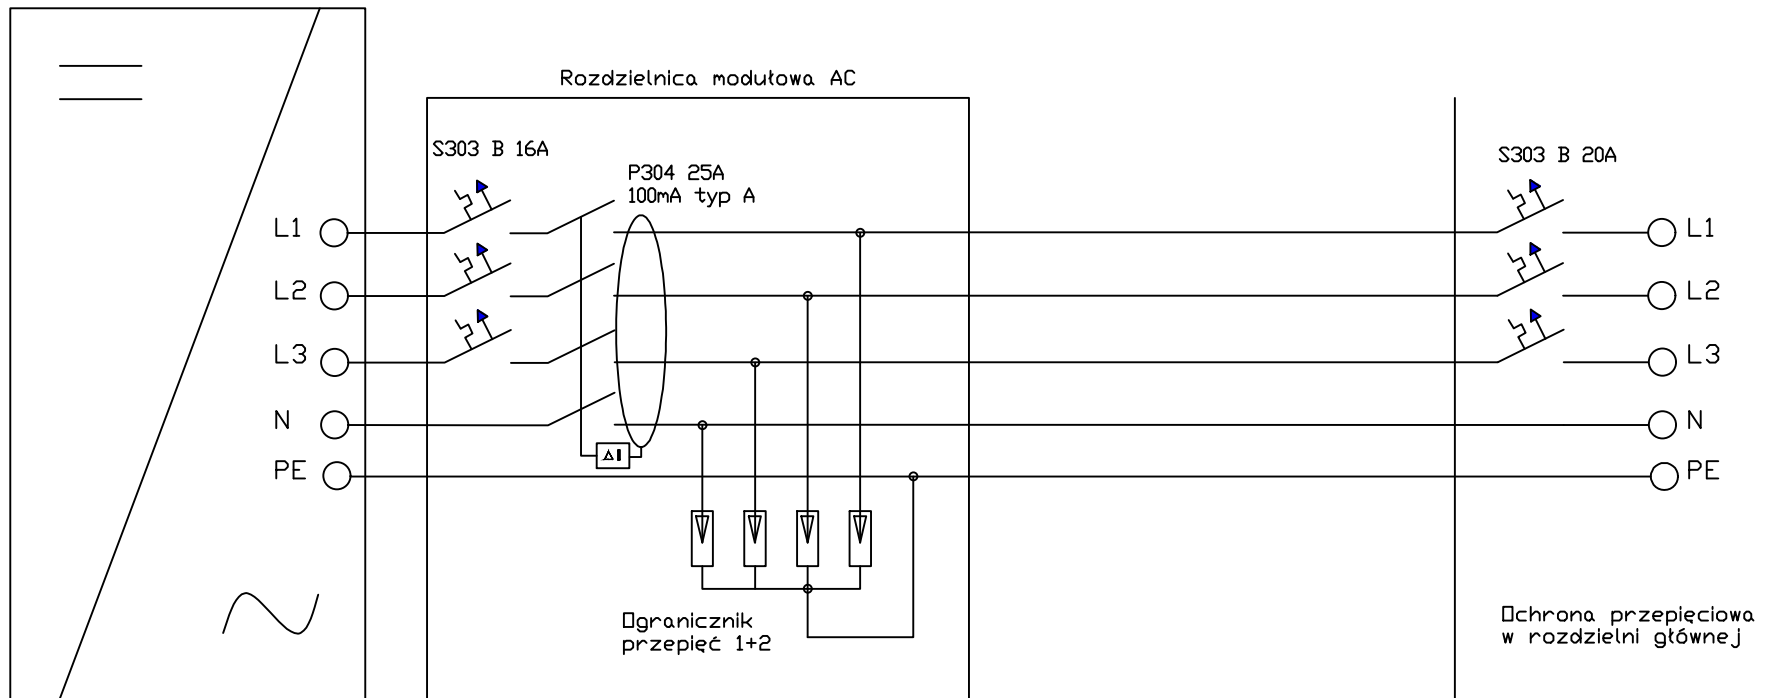 Rozdzielnica modułowa AC
S303 B 16A
P304 25A
100mA typ A
S303 B 20A
L1
L2
L3
N
PE
ΔI
L1
L2
L3
N
PE
Ogranicznik
przepięć 1+2
Ochrona przepięciowa
w rozdzielni głównej